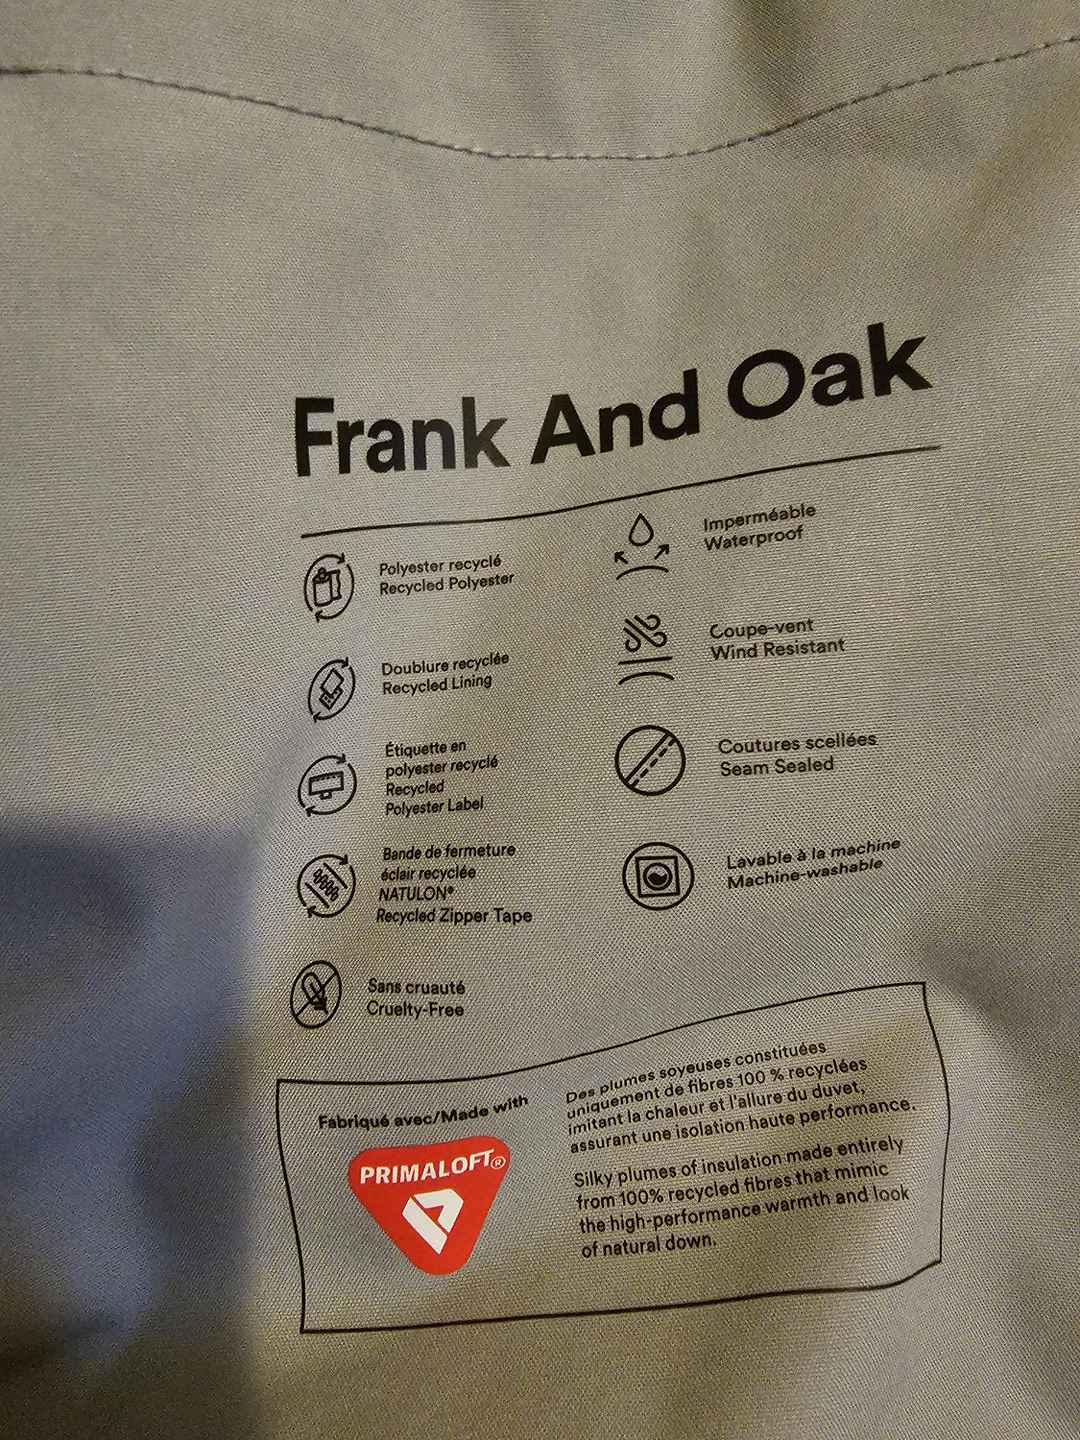 Frank And Oak
Polyester recyclé
Recycled Polyester
Doublure recyclée
Recycled Lining
Étiquette en
polyester recyclé
Recycled
Polyester Label
Bande de fermeture
éclair recyclée
NATULON®
Recycled Zipper Tape
Sans cruauté
Cruelty-Free
Imperméable
Waterproof
Coupe-vent
Wind Resistant
Coutures scellées
Seam Sealed
Lavable à la machine
Machine-washable
Fabriqué avec/Made with
PRIMALOFT®
Des plumes soyeuses constituées
uniquement de fibres 100 % recyclées
imitant la chaleur et l'allure du duvet,
assurant une isolation haute performance.
Silky plumes of insulation made entirely
from 100% recycled fibres that mimic
the high-performance warmth and look
of natural down.